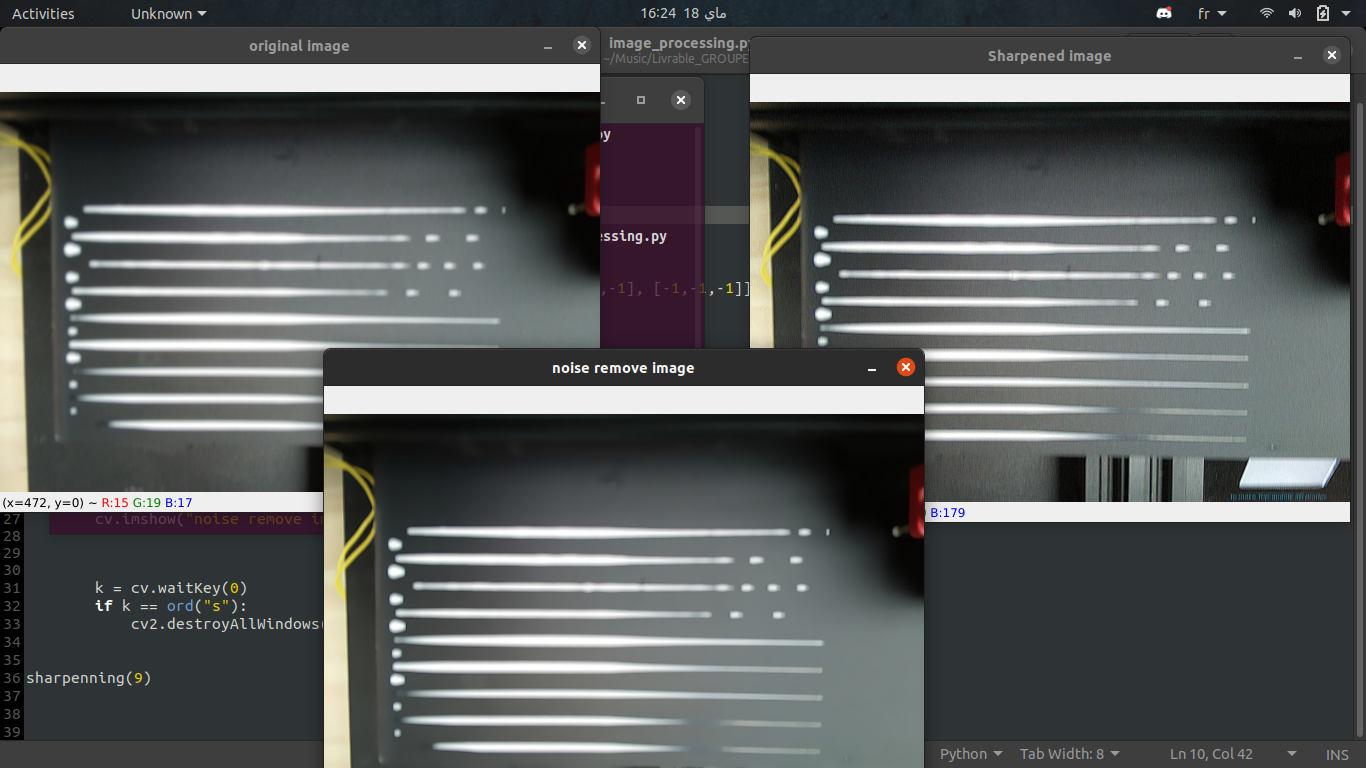 Activities
Unknown
16:24 18 ماي
fr
original image
image_processing.p
~/Music/Livrable_GROUPE
Sharpened image
py
essing.py
,-1], [-1,-1,-1]]
noise remove image
(x=472, y=0) ~ R:15 G:19 B:17
B:179
27 cv.imshow("noise remove i
28
29
30
31 k = cv.waitKey(0)
32 if k == ord("s"):
33 cv2.destroyAllWindows(
34
35
36 sharpenning(9)
37
38
39
Python
Tab Width: 8
Ln 10, Col 42
INS